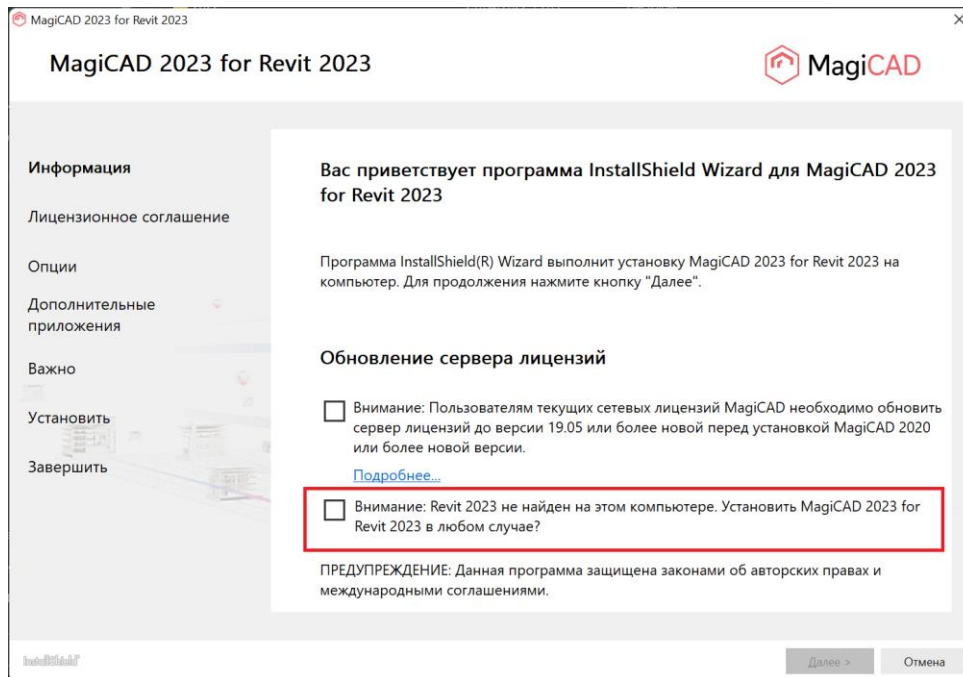 MagiCAD 2023 for Revit 2023
MagiCAD 2023 for Revit 2023
MagiCAD
Информация
Лицензионное соглашение
Опции
Дополнительные
приложения
Важно
Установить
Завершить
Вас приветствует программа InstallShield Wizard для MagiCAD 2023
for Revit 2023
Программа InstallShield(R) Wizard выполнит установку MagiCAD 2023 for Revit 2023 на
компьютер. Для продолжения нажмите кнопку "Далее".
Обновление сервера лицензий
Внимание: Пользователям текущих сетевых лицензий MagiCAD необходимо обновить
сервер лицензий до версии 19.05 или более новой перед установкой MagiCAD 2020
или более новой версии.
Подробнее...
Внимание: Revit 2023 не найден на этом компьютере. Установить MagiCAD 2023 for
Revit 2023 в любом случае?
ПРЕДУПРЕЖДЕНИЕ: Данная программа защищена законами об авторских правах и
международными соглашениями.
InstallShield
Далее >
Отмена